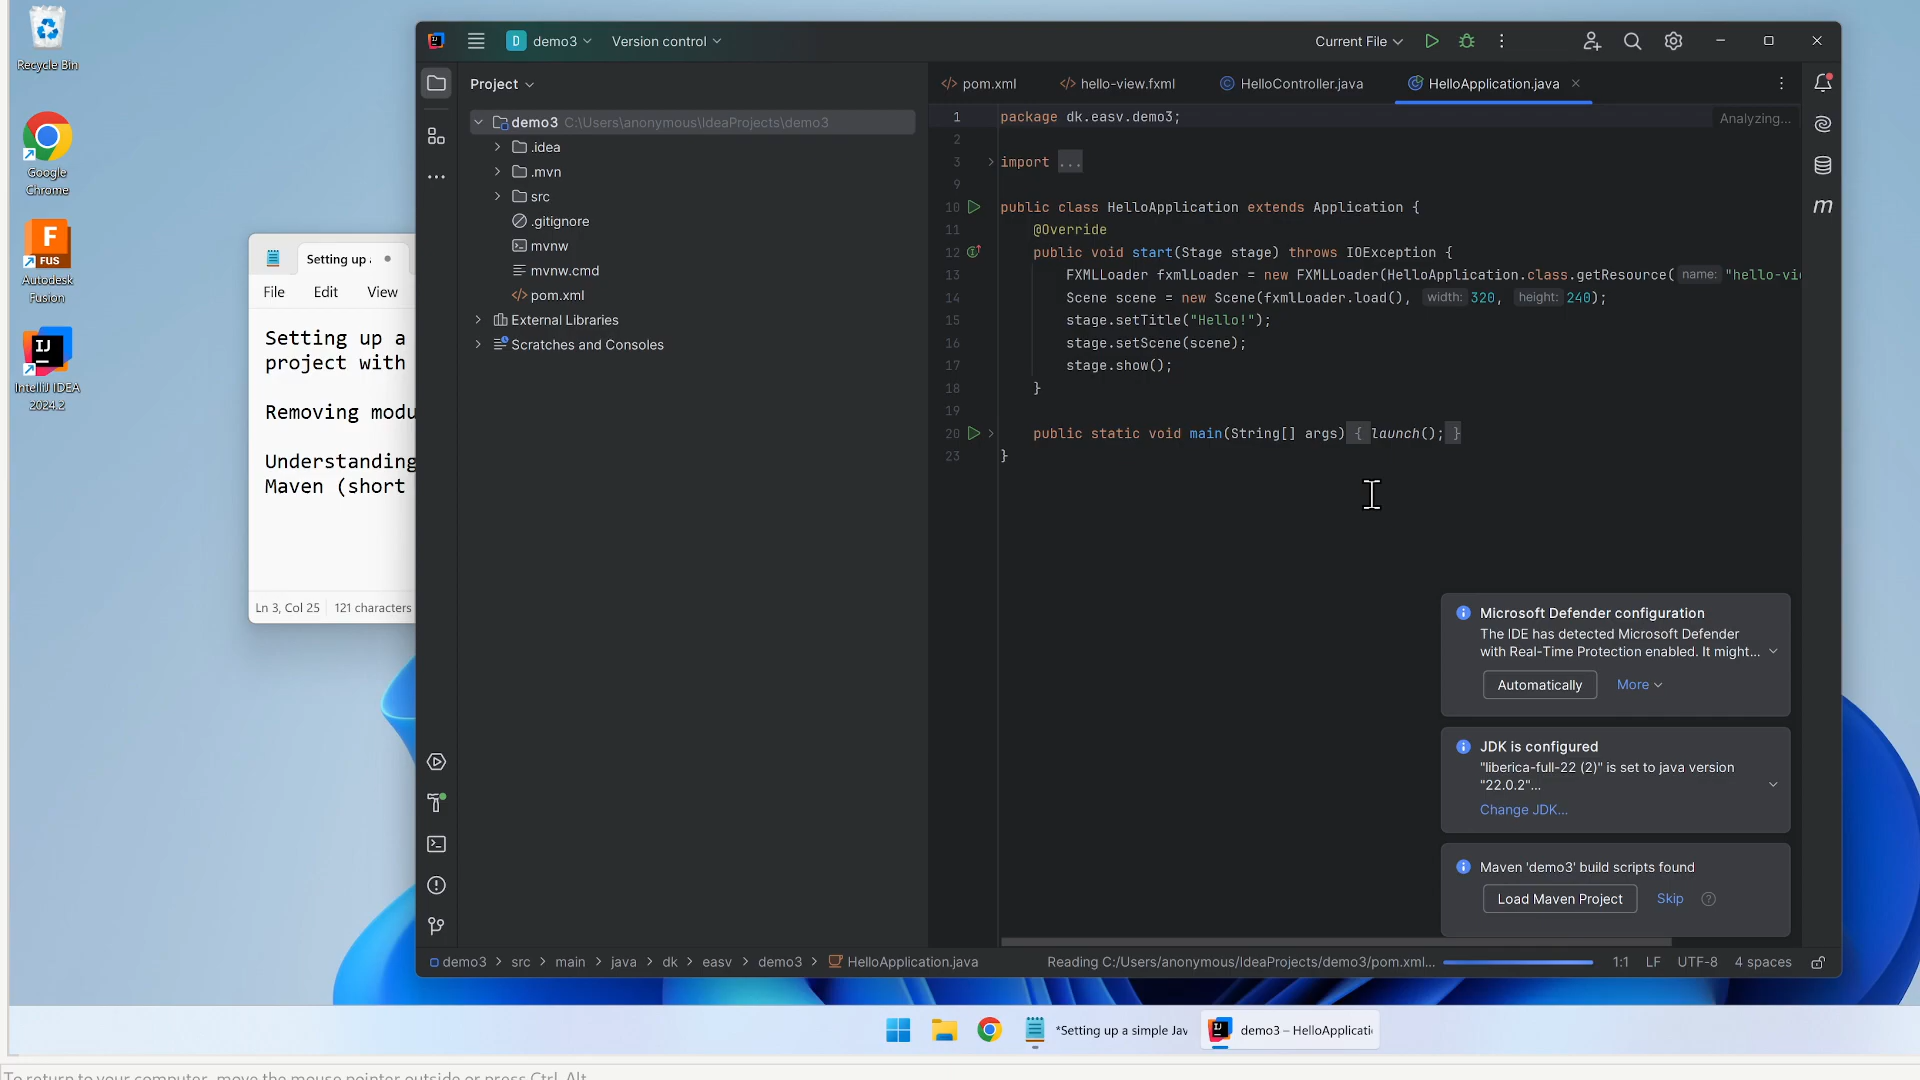 Recycle Bin
Google
Chrome
F
FUS
Autodesk
Fusion
IJ
IntelliJ IDEA
2024.2
Setting up a
File Edit View
Setting up a
project with
Removing modu
Understanding
Maven (short
Ln 3, Col 25 121 characters
IJ D demo3 Version control Current File
Project
demo3 C:\Users\anonymous\IdeaProjects\demo3
.idea
.mvn
src
.gitignore
mvnw
mvnw.cmd
pom.xml
External Libraries
Scratches and Consoles
pom.xml hello-view.fxml HelloController.java HelloApplication.java
Analyzing...
1 package dk.easv.demo3;
2
3 import ...
9
10 public class HelloApplication extends Application {
11 @Override
12 public void start(Stage stage) throws IOException {
13 FXMLLoader fxmlLoader = new FXMLLoader(HelloApplication.class.getResource( name: "hello-vi
14 Scene scene = new Scene(fxmlLoader.load(), width: 320, height: 240);
15 stage.setTitle("Hello!");
16 stage.setScene(scene);
17 stage.show();
18 }
19
20 public static void main(String[] args) { launch(); }
23 }
m
Microsoft Defender configuration
The IDE has detected Microsoft Defender
with Real-Time Protection enabled. It might...
Automatically More
JDK is configured
"liberica-full-22 (2)" is set to java version
"22.0.2"...
Change JDK...
Maven 'demo3' build scripts found
Load Maven Project Skip ?
demo3 > src > main > java > dk > easv > demo3 > HelloApplication.java
Reading C:/Users/anonymous/IdeaProjects/demo3/pom.xml... 1:1 LF UTF-8 4 spaces
*Setting up a simple Jav
demo3 – HelloApplicatio
To return to your computer, move the mouse pointer outside or press Ctrl Alt